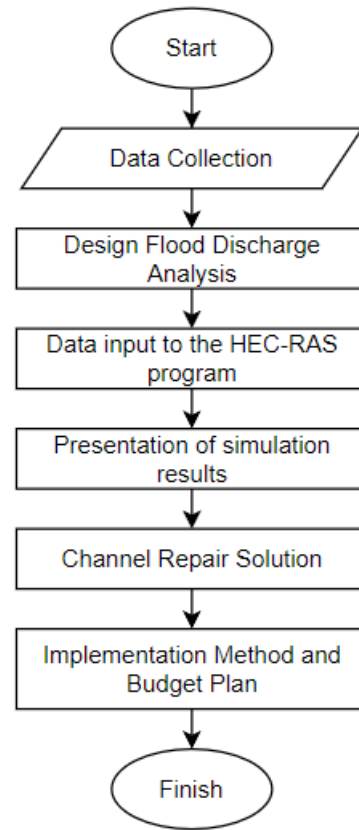 Start
Data Collection
Design Flood Discharge
Analysis
Data input to the HEC-RAS
program
Presentation of simulation
results
Channel Repair Solution
Implementation Method and
Budget Plan
Finish